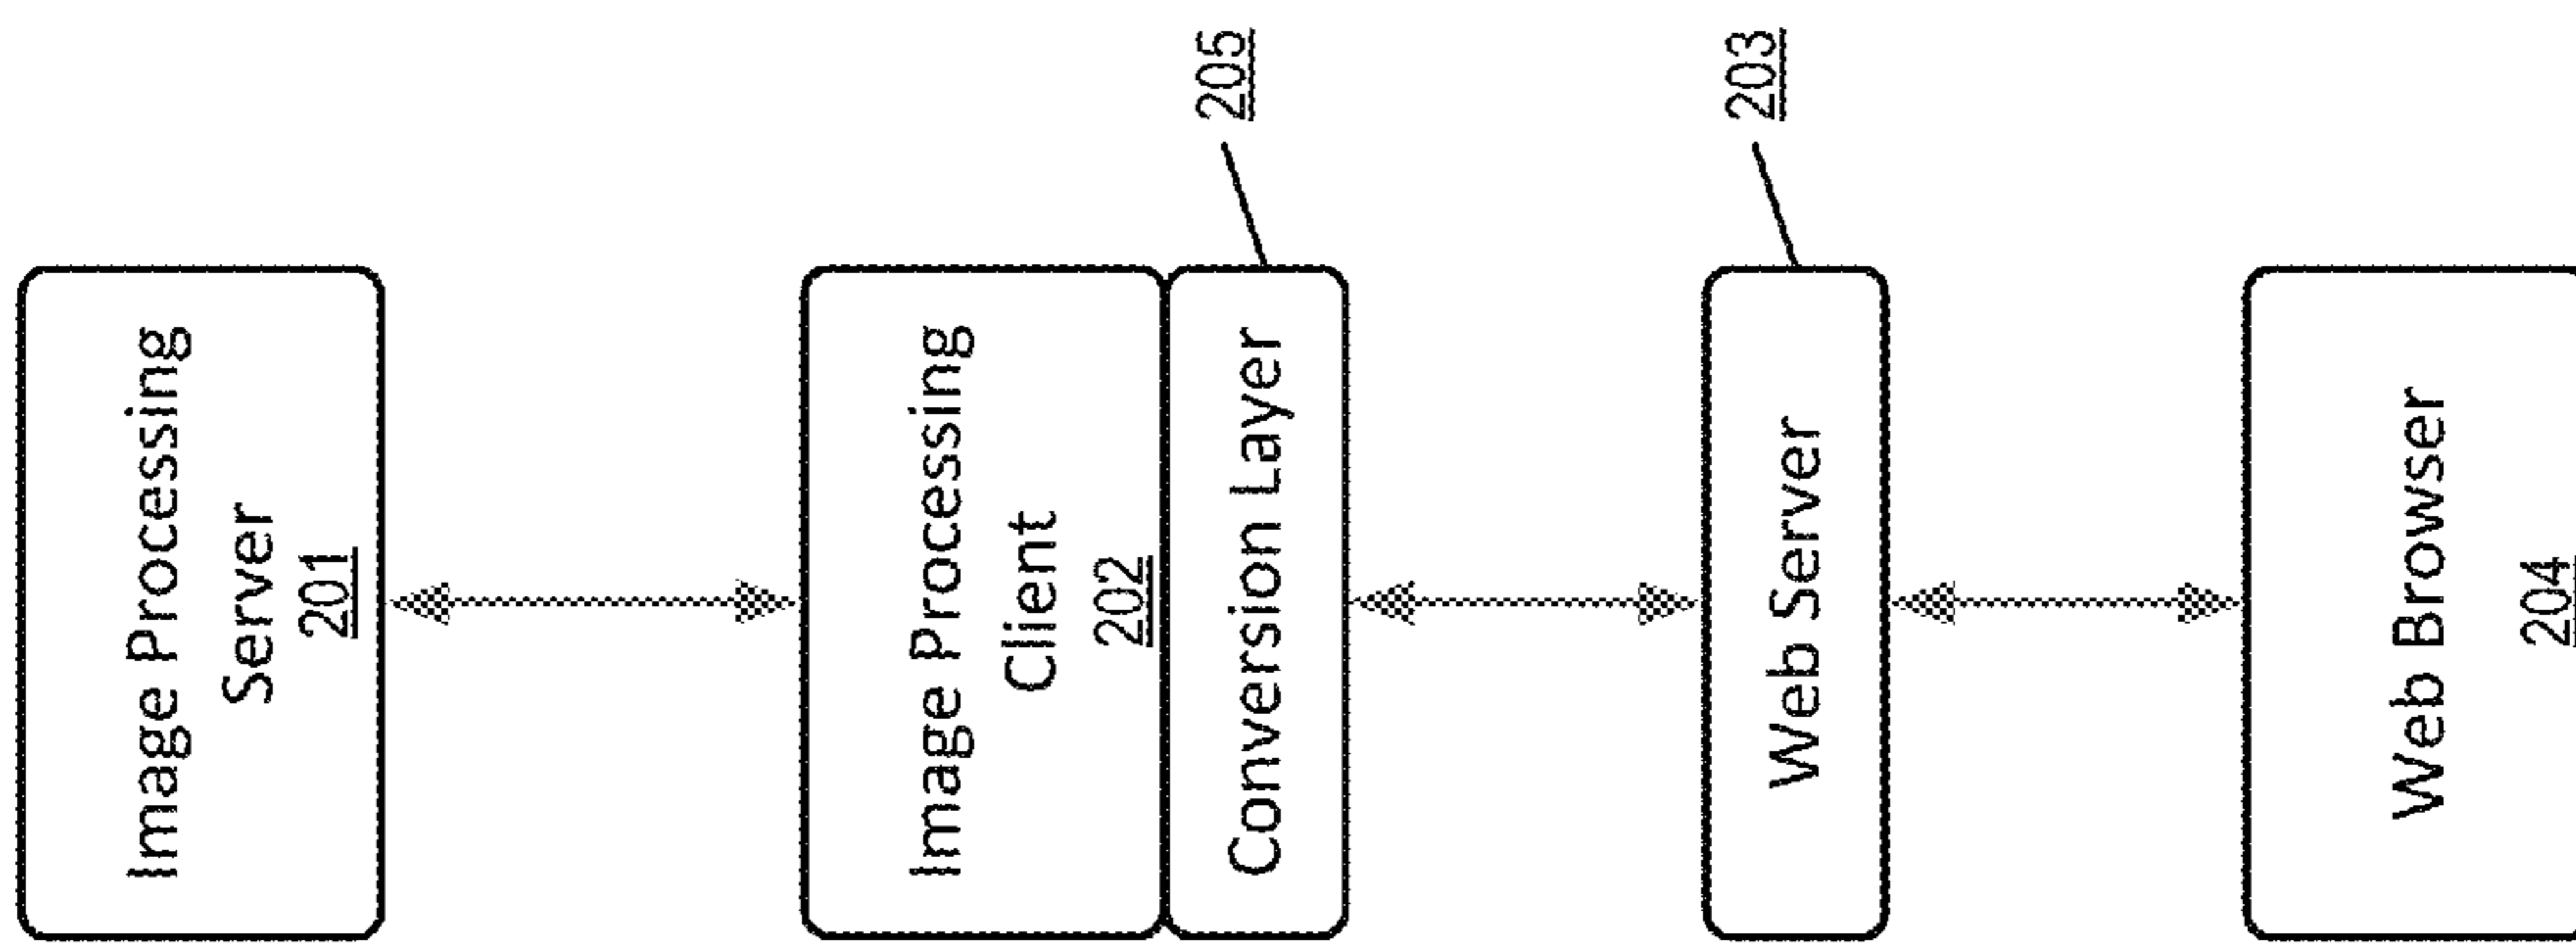 Image Processing
Server
201
Image Processing
Client
202
Conversion Layer
205
Web Server
203
Web Browser
204